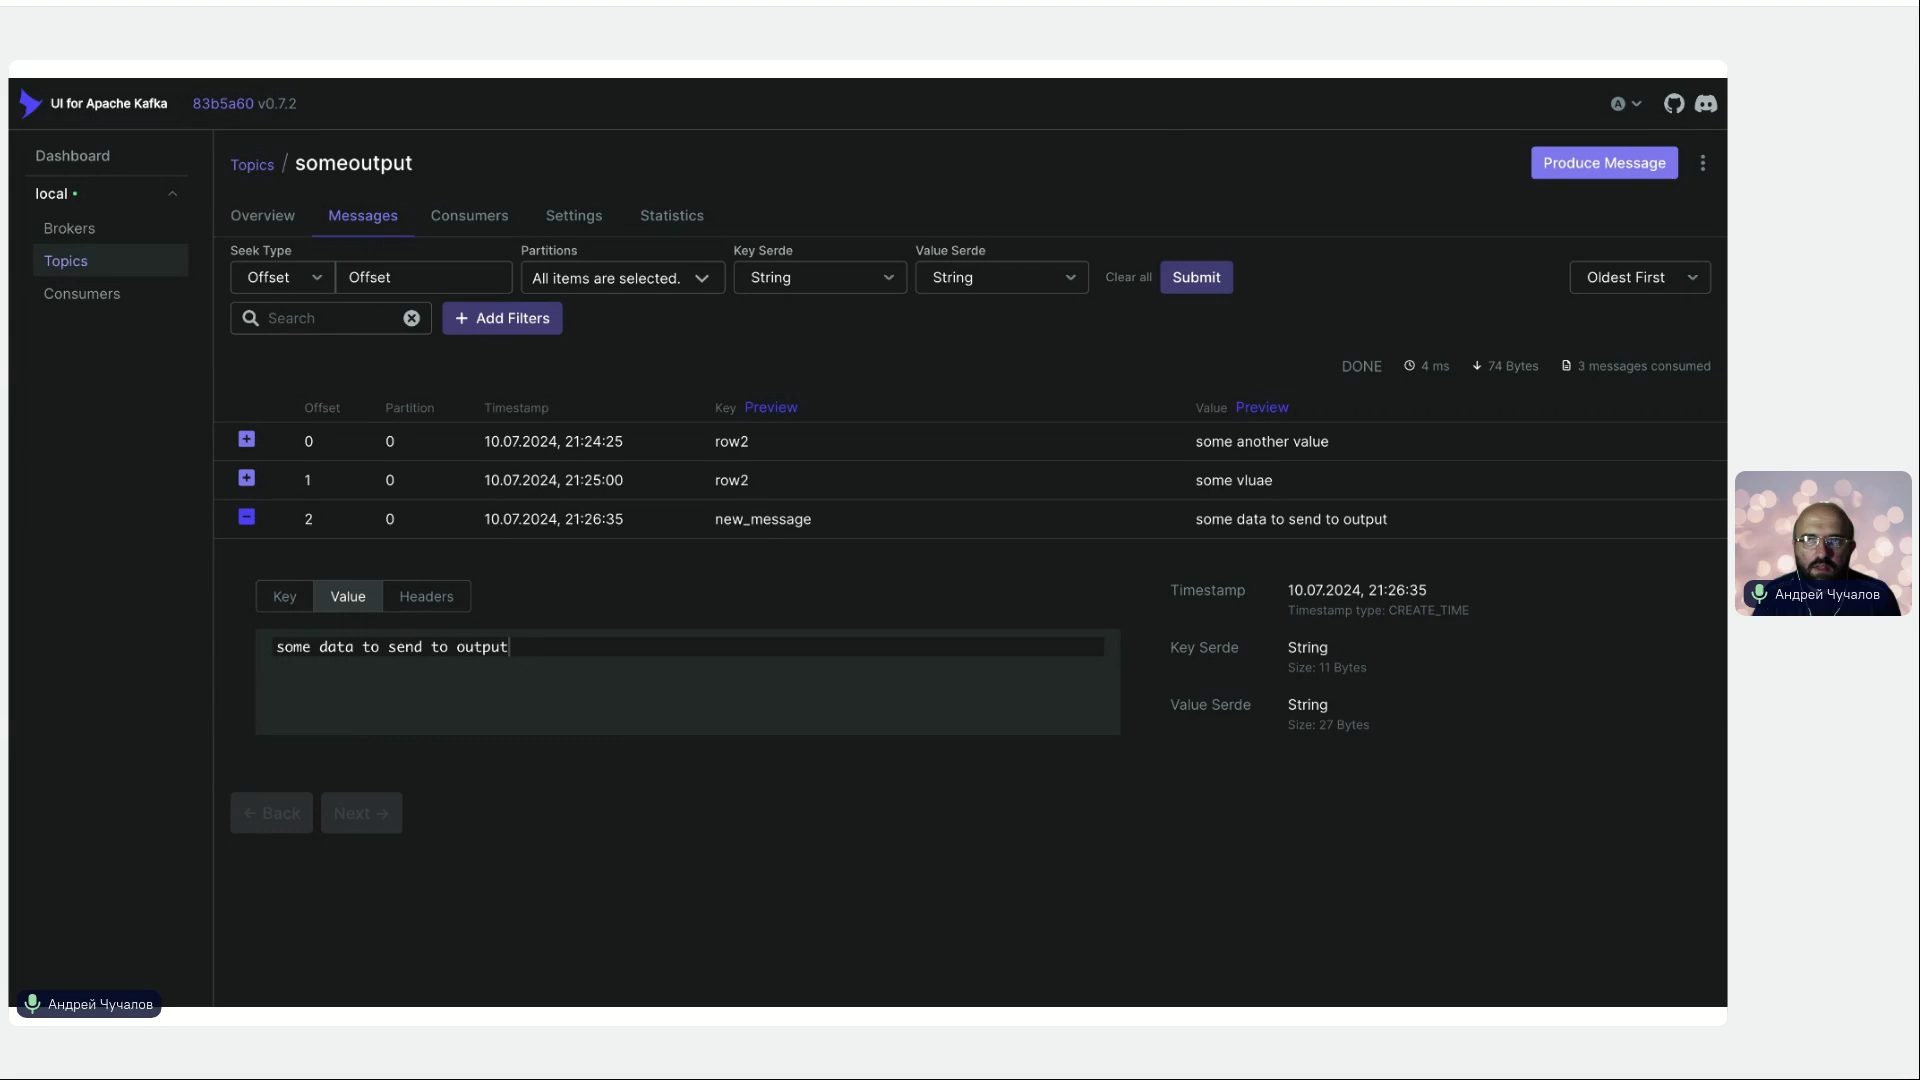 UI for Apache Kafka 83b5a60 v0.7.2
A
Dashboard
local
Brokers
Topics
Consumers
Topics / someoutput
Produce Message
Overview Messages Consumers Settings Statistics
Seek Type Partitions Key Serde Value Serde
Offset Offset All items are selected. String String Clear all Submit Oldest First
Search + Add Filters
DONE 4 ms 74 Bytes 3 messages consumed
Offset Partition Timestamp Key Preview Value Preview
0 0 10.07.2024, 21:24:25 row2 some another value
1 0 10.07.2024, 21:25:00 row2 some vluae
2 0 10.07.2024, 21:26:35 new_message some data to send to output
Key Value Headers
some data to send to output
Timestamp 10.07.2024, 21:26:35
Timestamp type: CREATE_TIME
Key Serde String
Size: 11 Bytes
Value Serde String
Size: 27 Bytes
← Back Next →
Андрей Чучалов
Андрей Чучалов